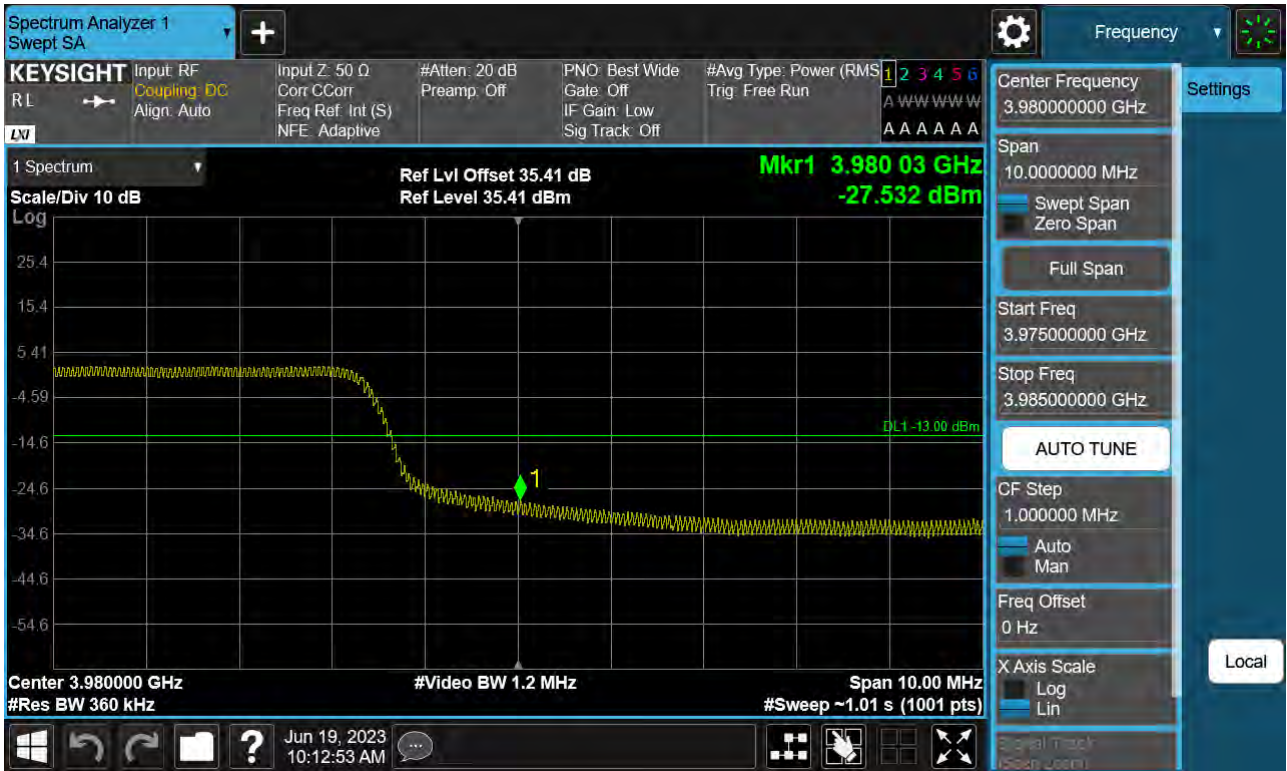 Spectrum Analyzer 1
Swept SA
+
Frequency
KEYSIGHT
RL
LXI
Input: RF
Coupling: DC
Align: Auto
Input Z: 50 Ω
Corr CCorr
Freq Ref: Int (S)
NFE: Adaptive
#Atten: 20 dB
Preamp: Off
PNO: Best Wide
Gate: Off
IF Gain: Low
Sig Track: Off
#Avg Type: Power (RMS
Trig: Free Run
1 2 3 4 5 6
A W W W W W
A A A A A A
1 Spectrum
Scale/Div 10 dB
Log
Ref Lvl Offset 35.41 dB
Ref Level 35.41 dBm
Mkr1 3.980 03 GHz
-27.532 dBm
25.4
15.4
5.41
-4.59
-14.6
-24.6
-34.6
-44.6
-54.6
DL1 -13.00 dBm
1
Center 3.980000 GHz
#Res BW 360 kHz
#Video BW 1.2 MHz
Span 10.00 MHz
#Sweep ~1.01 s (1001 pts)
Center Frequency
3.980000000 GHz
Settings
Span
10.0000000 MHz
Swept Span
Zero Span
Full Span
Start Freq
3.975000000 GHz
Stop Freq
3.985000000 GHz
AUTO TUNE
CF Step
1.000000 MHz
Auto
Man
Freq Offset
0 Hz
X Axis Scale
Log
Lin
Local
Signal Track
(Span Zoom)
?
Jun 19, 2023
10:12:53 AM